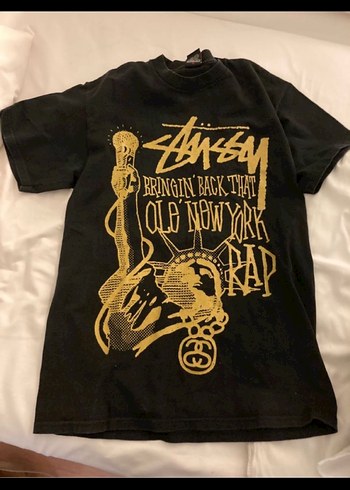 Stüssy
BRINGIN' BACK THAT
OLE' NEW YORK
RAP